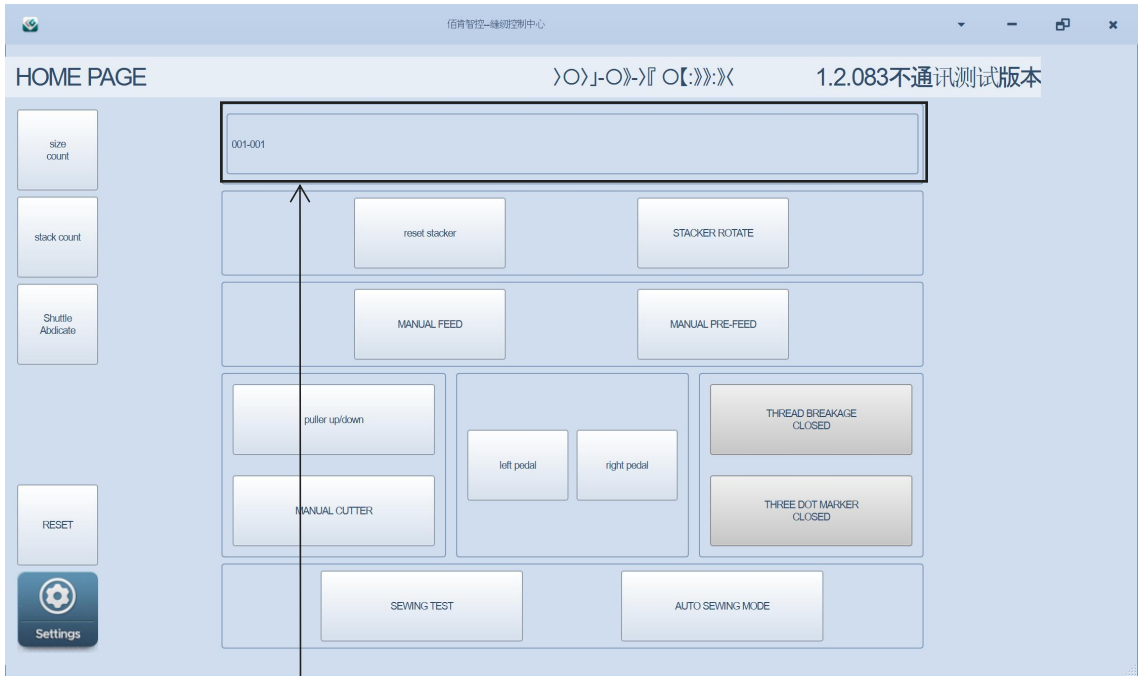 佰肯智控--缝纫控制中心
HOME PAGE
1.2.083不通讯测试版本
size
count
001-001
reset stacker
STACKER ROTATE
stack count
MANUAL FEED
MANUAL PRE-FEED
Shuttle
Abdicate
puller up/down
THREAD BREAKAGE
CLOSED
left pedal
right pedal
MANUAL CUTTER
THREE DOT MARKER
CLOSED
RESET
SEWING TEST
AUTO SEWING MODE
Settings